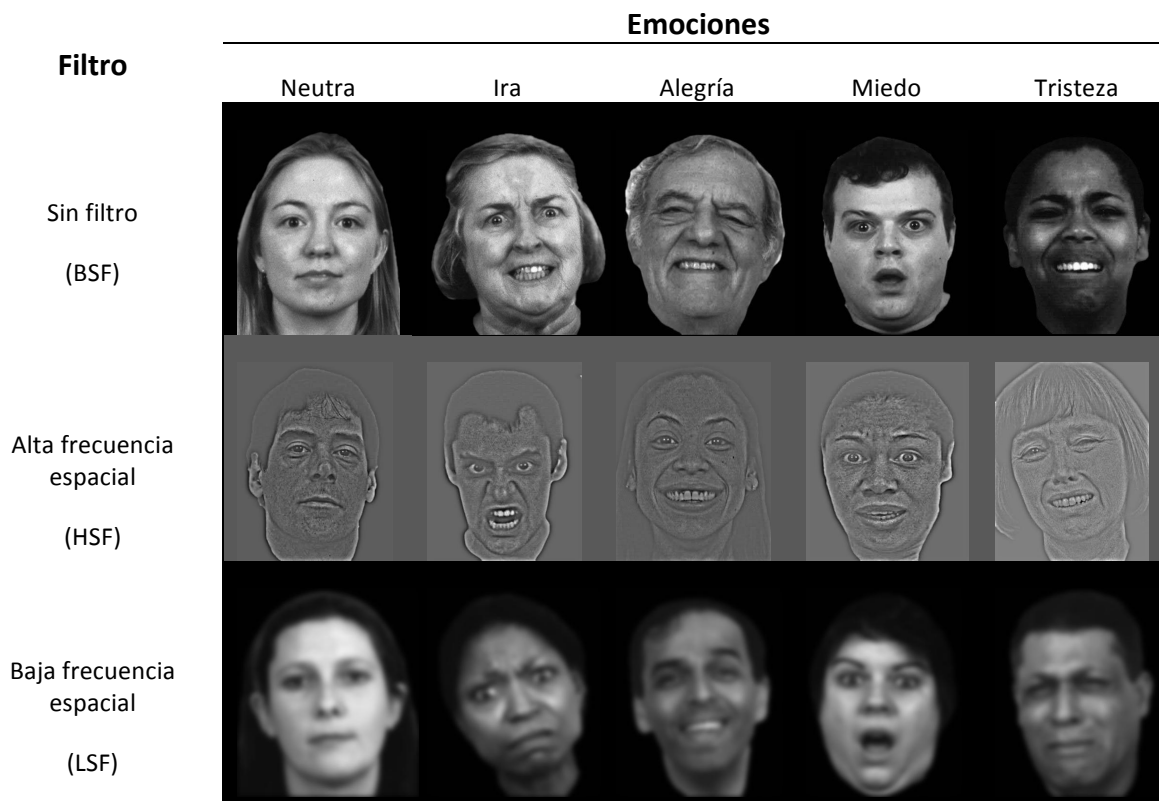 Emociones
Filtro
Neutra
Ira
Alegría
Miedo
Tristeza
Sin filtro
(BSF)
Alta frecuencia
espacial
(HSF)
Baja frecuencia
espacial
(LSF)